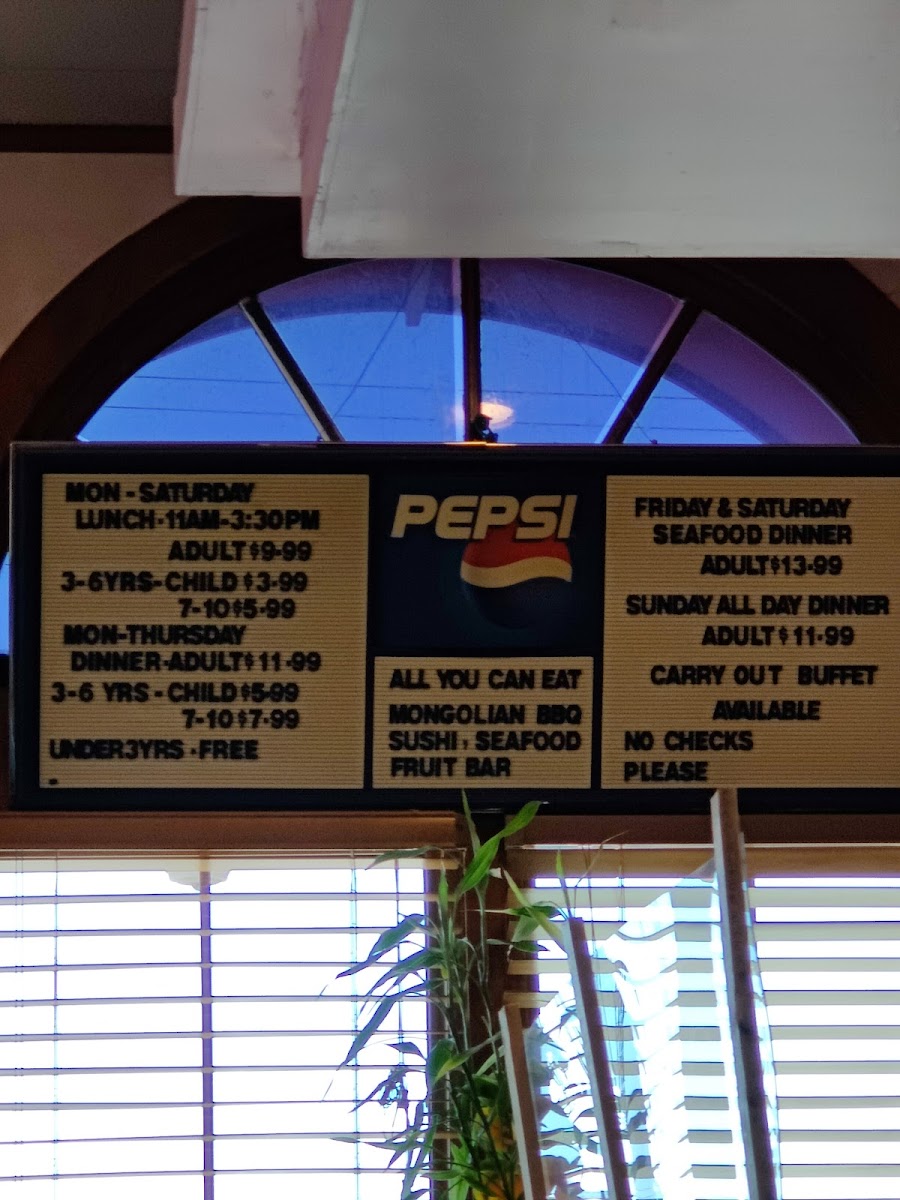 MON - SATURDAY
LUNCH-11AM-3:30PM
ADULT $9.99
3-6YRS-CHILD $3.99
7-10 $5.99
MON-THURSDAY
DINNER-ADULT $11.99
3-6 YRS - CHILD $5.99
7-10 $7.99
UNDER3YRS - FREE
PEPSI
ALL YOU CAN EAT
MONGOLIAN BBQ
SUSHI, SEAFOOD
FRUIT BAR
FRIDAY & SATURDAY
SEAFOOD DINNER
ADULT $13.99
SUNDAY ALL DAY DINNER
ADULT $11.99
CARRY OUT BUFFET
AVAILABLE
NO CHECKS
PLEASE